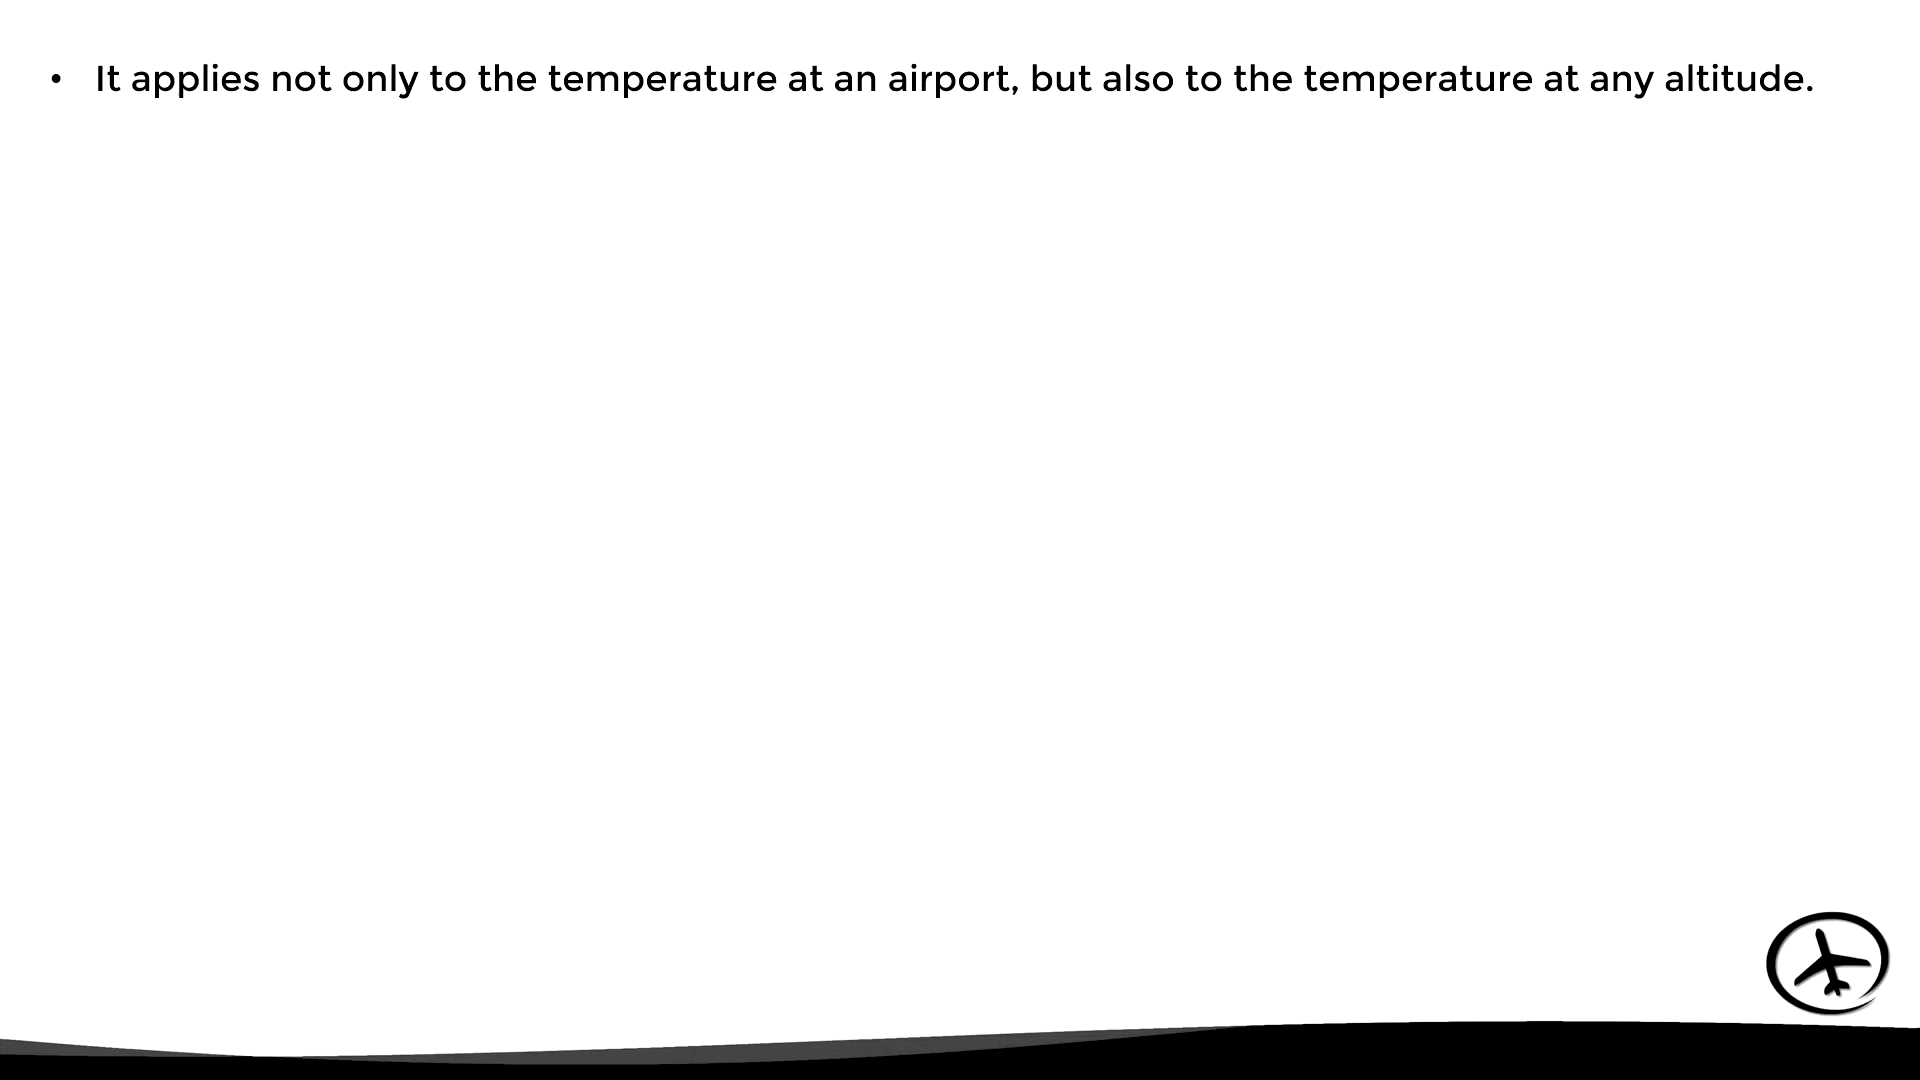 • It applies not only to the temperature at an airport, but also to the temperature at any altitude.